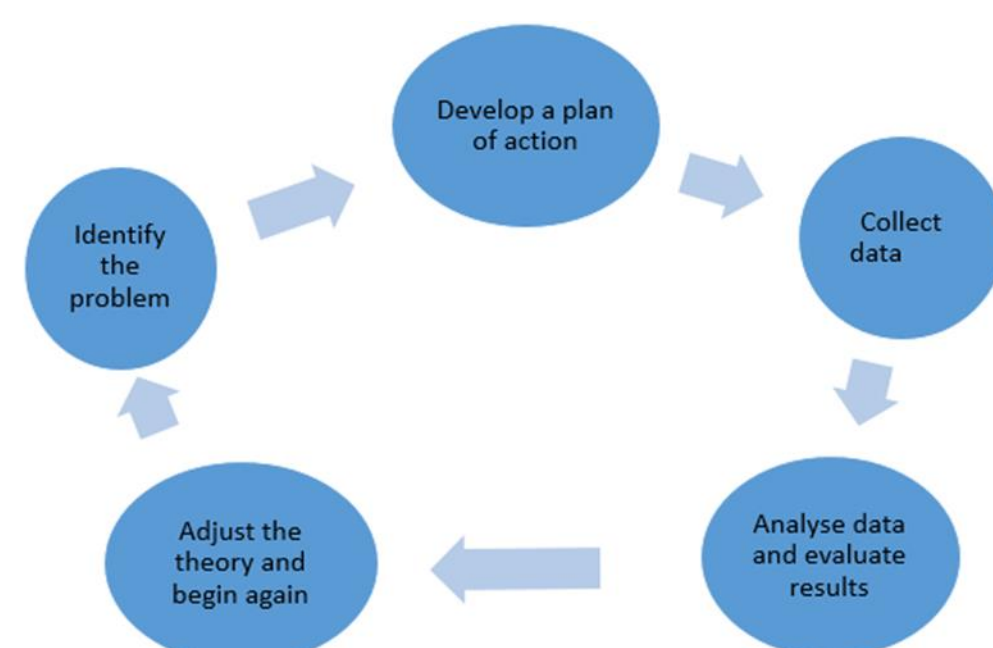 Develop a plan
of action
Collect
data
Analyse data
and evaluate
results
Adjust the
theory and
begin again
Identify
the
problem